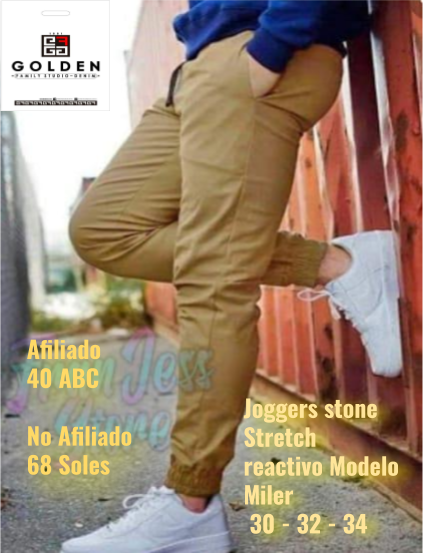 GOLDEN
FAMILY STUDIO-DENIM
Afiliado
40 ABC
No Afiliado
68 Soles
Jess
Joggers stone
Stretch
reactivo Modelo
Miler
30 - 32 - 34